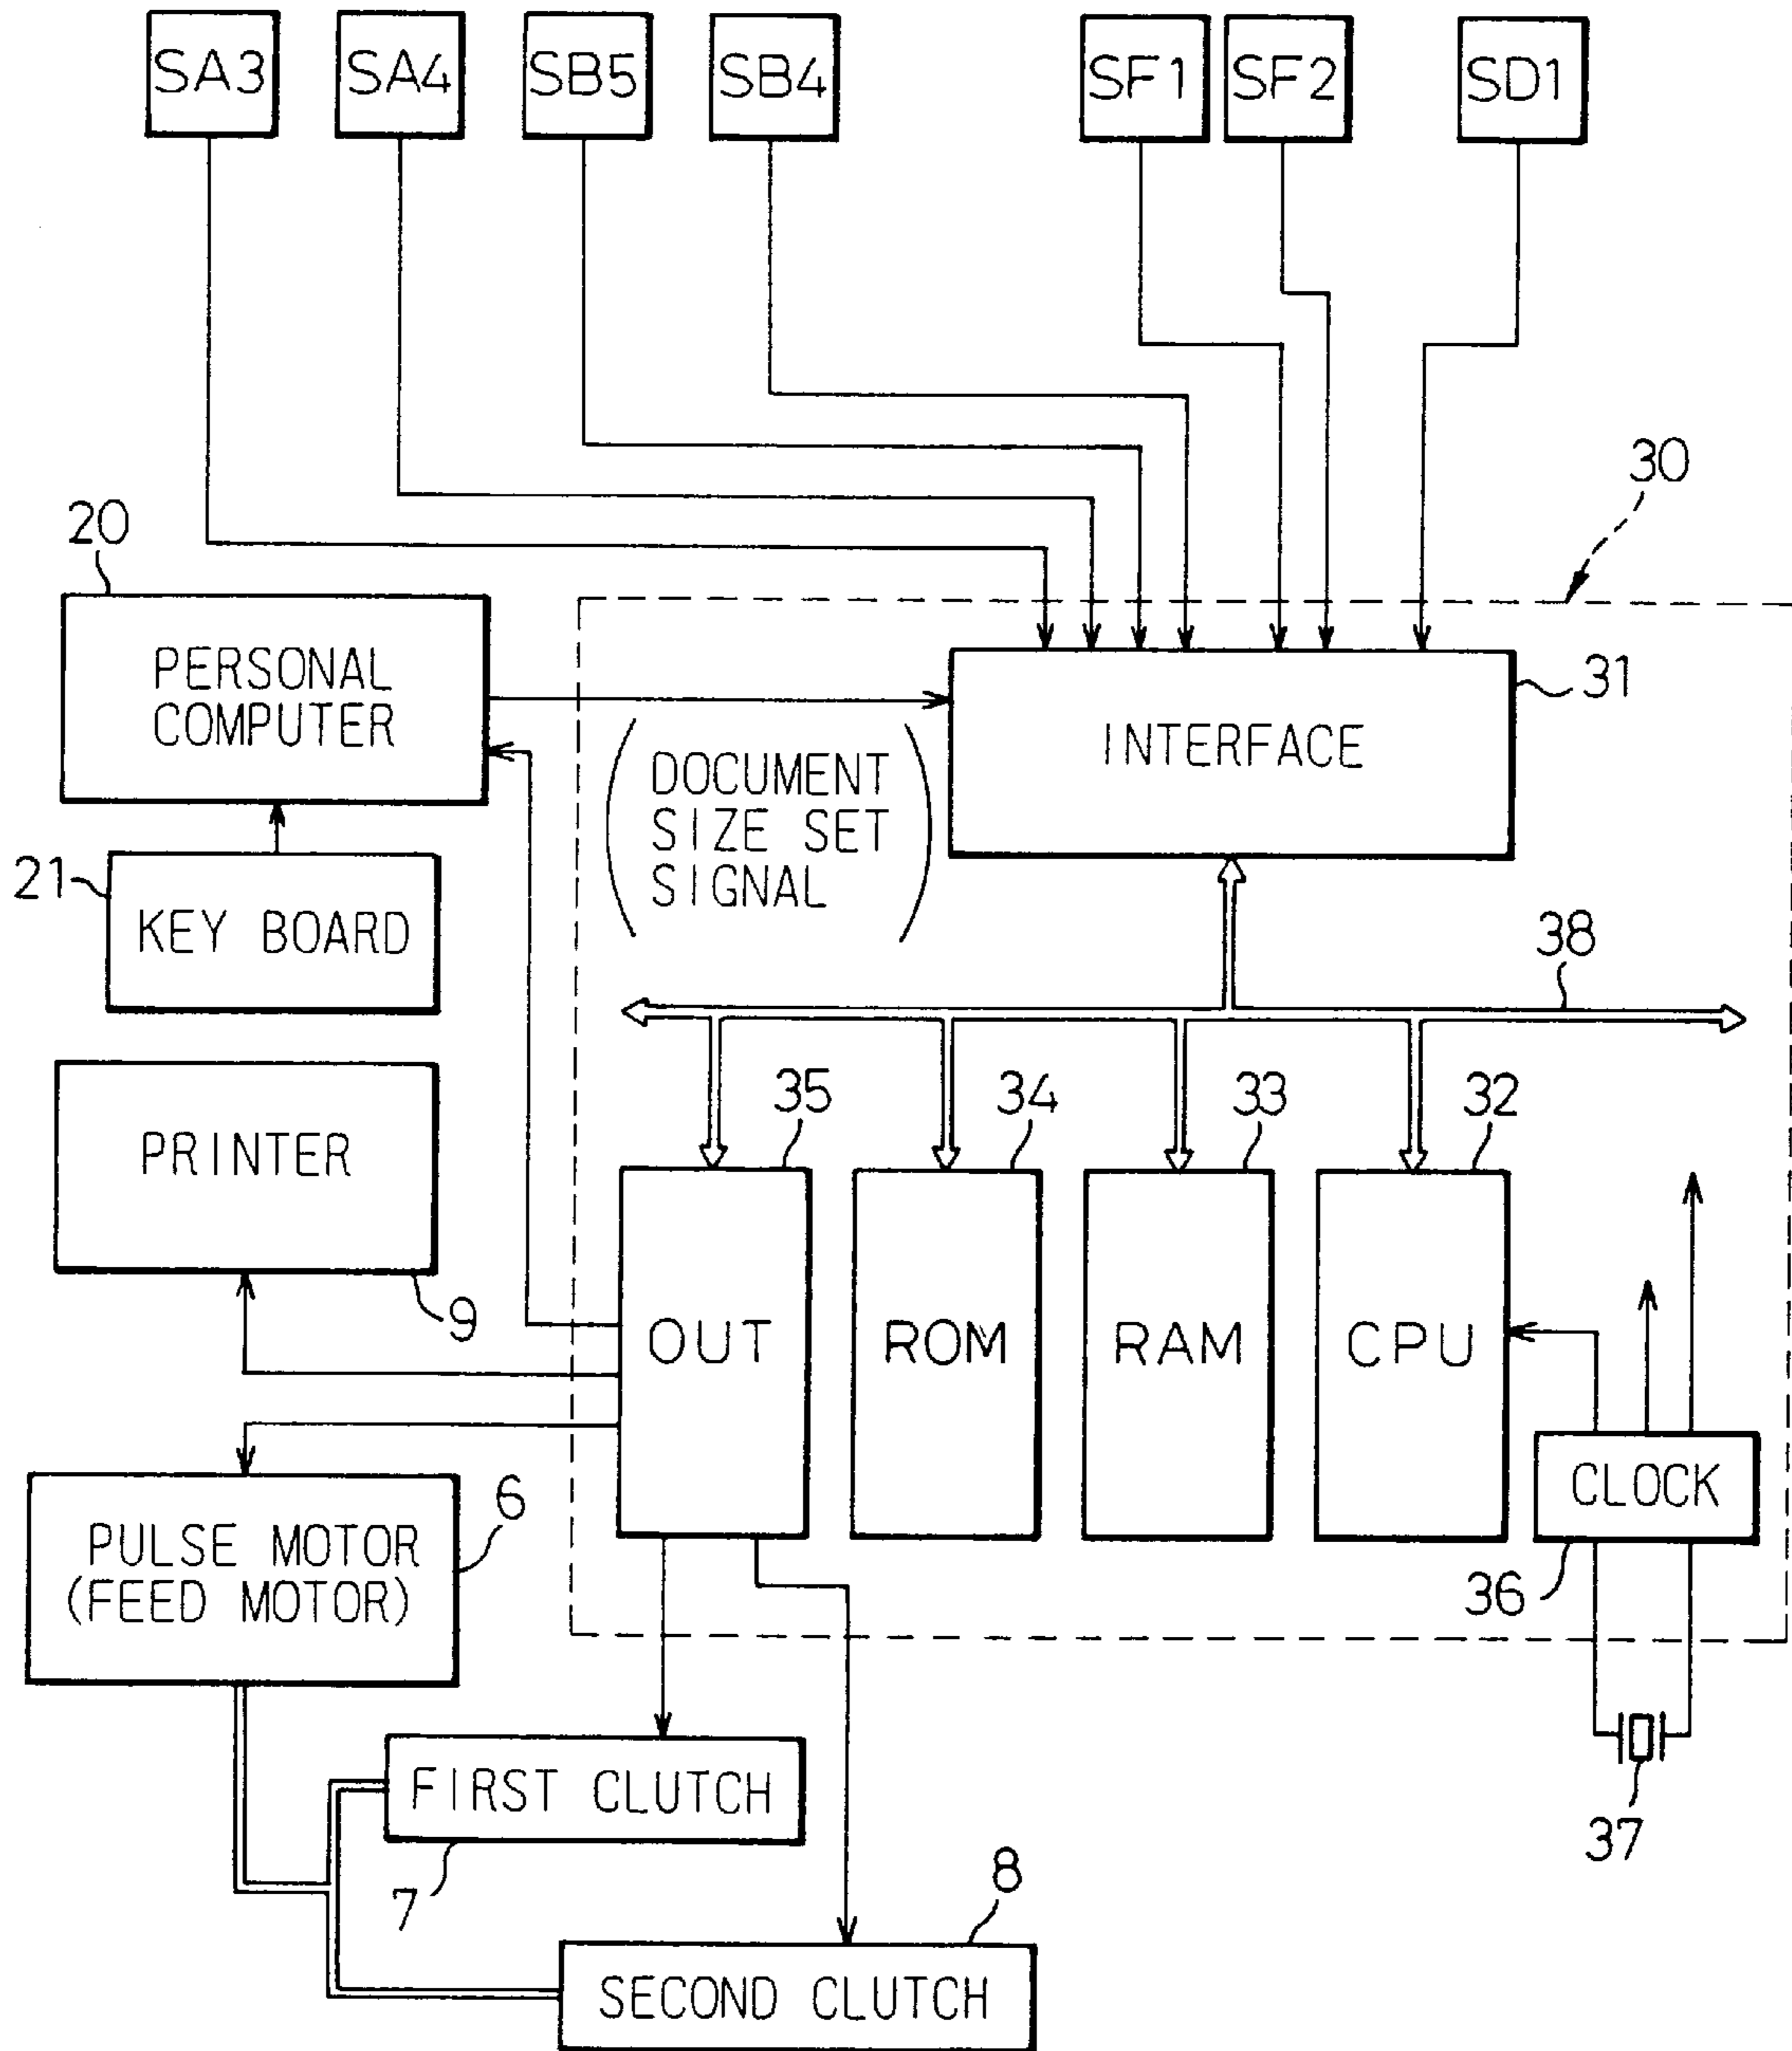 SA3
SA4
SB5
SB4
SF1
SF2
SD1
30
20
PERSONAL
COMPUTER
31
INTERFACE
(DOCUMENT
SIZE SET
SIGNAL)
21
KEY BOARD
38
PRINTER
9
35
34
33
32
OUT
ROM
RAM
CPU
CLOCK
36
37
PULSE MOTOR
(FEED MOTOR)
6
FIRST CLUTCH
7
8
SECOND CLUTCH